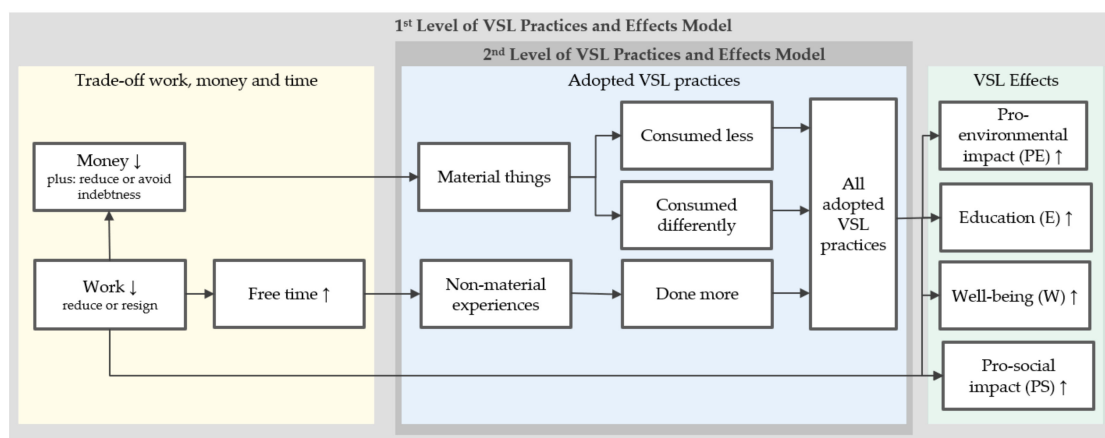 1st Level of VSL Practices and Effects Model
2nd Level of VSL Practices and Effects Model
Trade-off work, money and time
Money ↓
plus: reduce or avoid
indebtness
Work ↓
reduce or resign
Free time ↑
Adopted VSL practices
Material things
Non-material
experiences
Consumed less
Consumed
differently
Done more
All
adopted
VSL
practices
VSL Effects
Pro-
environmental
impact (PE) ↑
Education (E) ↑
Well-being (W) ↑
Pro-social
impact (PS) ↑